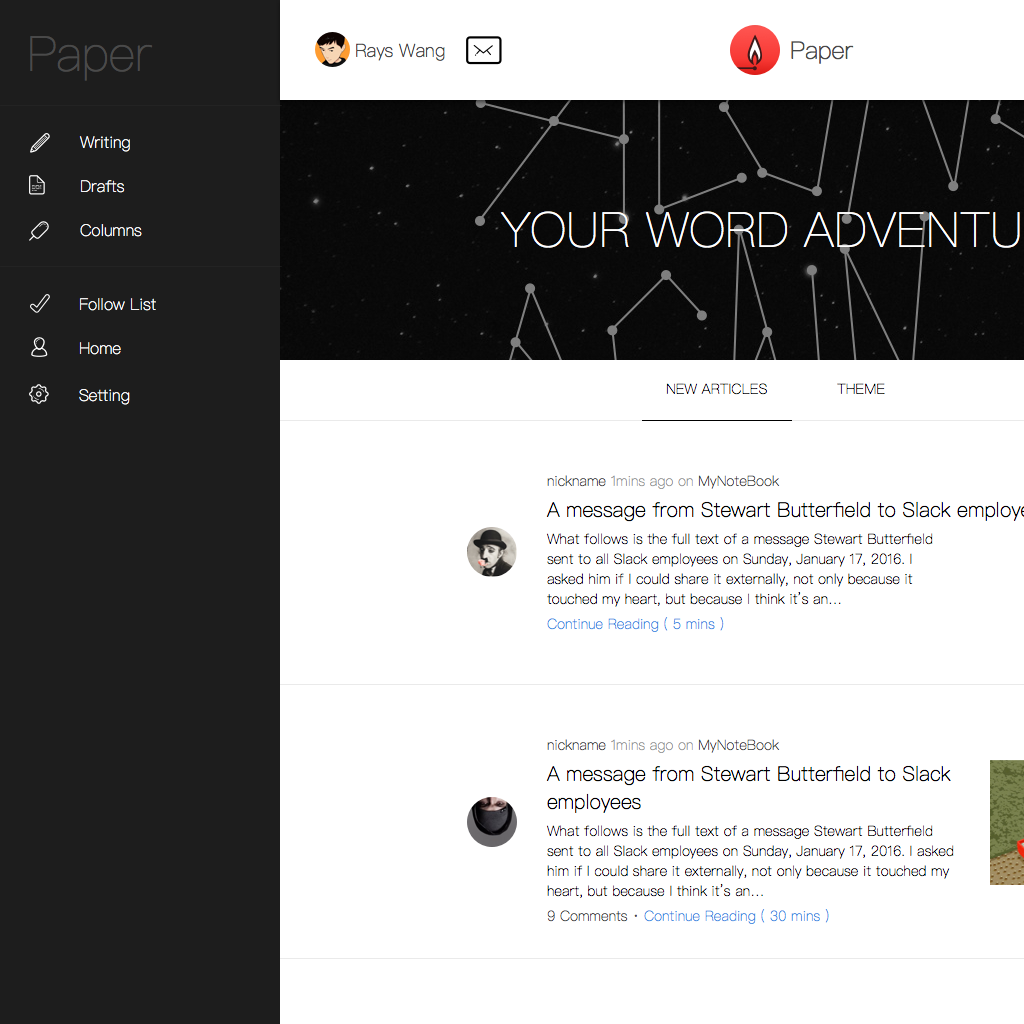 Paper
Writing
Drafts
Columns
Follow List
Home
Setting
Rays Wang
Paper
YOUR WORD ADVENTU
NEW ARTICLES
THEME
nickname 1mins ago on MyNoteBook
A message from Stewart Butterfield to Slack employe
What follows is the full text of a message Stewart Butterfield
sent to all Slack employees on Sunday, January 17, 2016. I
asked him if I could share it externally, not only because it
touched my heart, but because I think it's an...
Continue Reading ( 5 mins )
nickname 1mins ago on MyNoteBook
A message from Stewart Butterfield to Slack
employees
What follows is the full text of a message Stewart Butterfield
sent to all Slack employees on Sunday, January 17, 2016. I asked
him if I could share it externally, not only because it touched my
heart, but because I think it's an...
9 Comments · Continue Reading ( 30 mins )